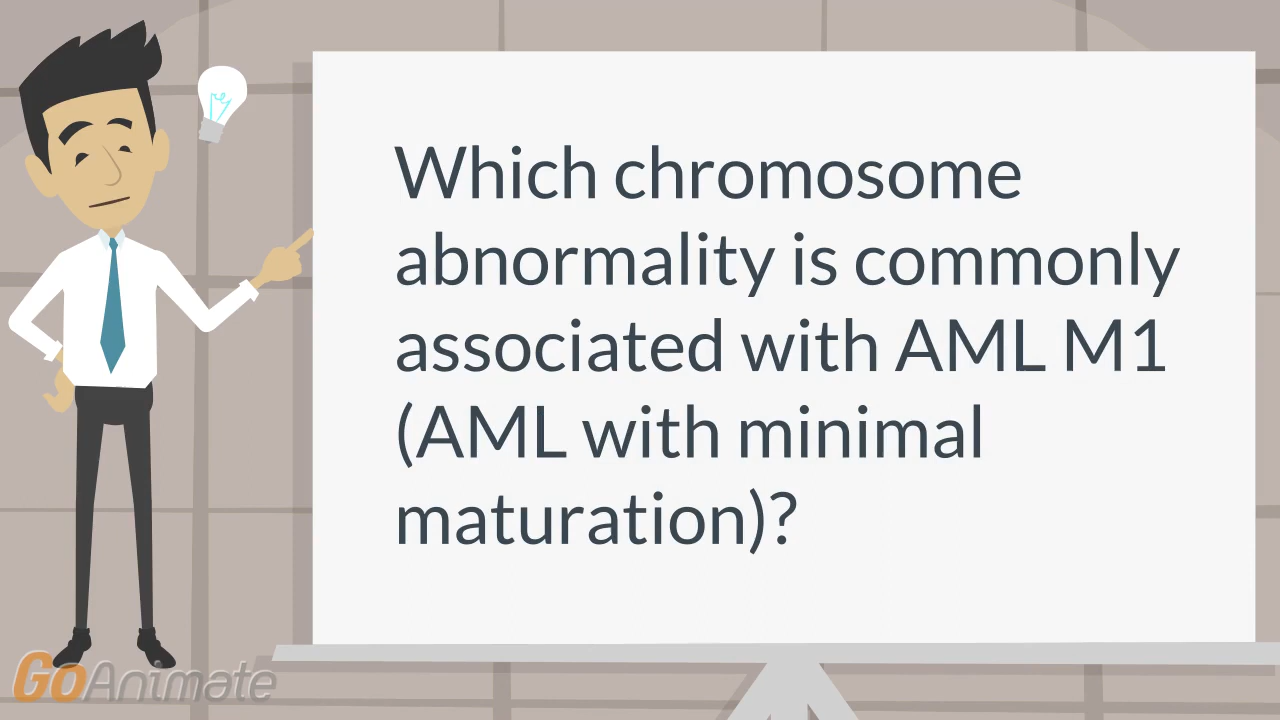 Which chromosome
abnormality is commonly
associated with AML M1
(AML with minimal
maturation)?
GoAnimate